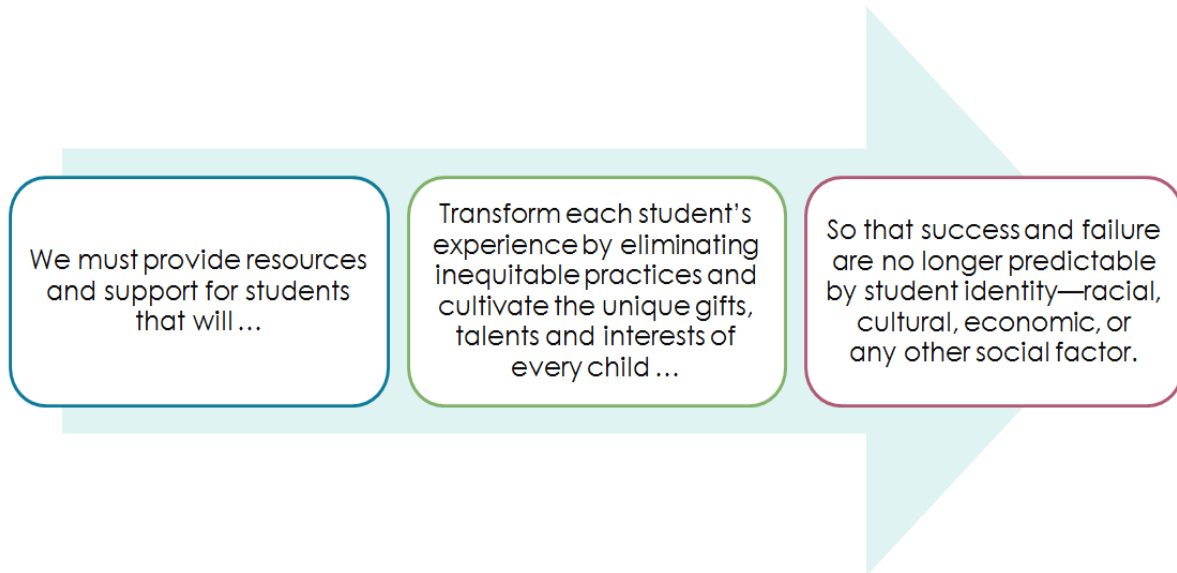 We must provide resources
and support for students
that will …
Transform each student’s
experience by eliminating
inequitable practices and
cultivate the unique gifts,
talents and interests of
every child …
So that success and failure
are no longer predictable
by student identity—racial,
cultural, economic, or
any other social factor.